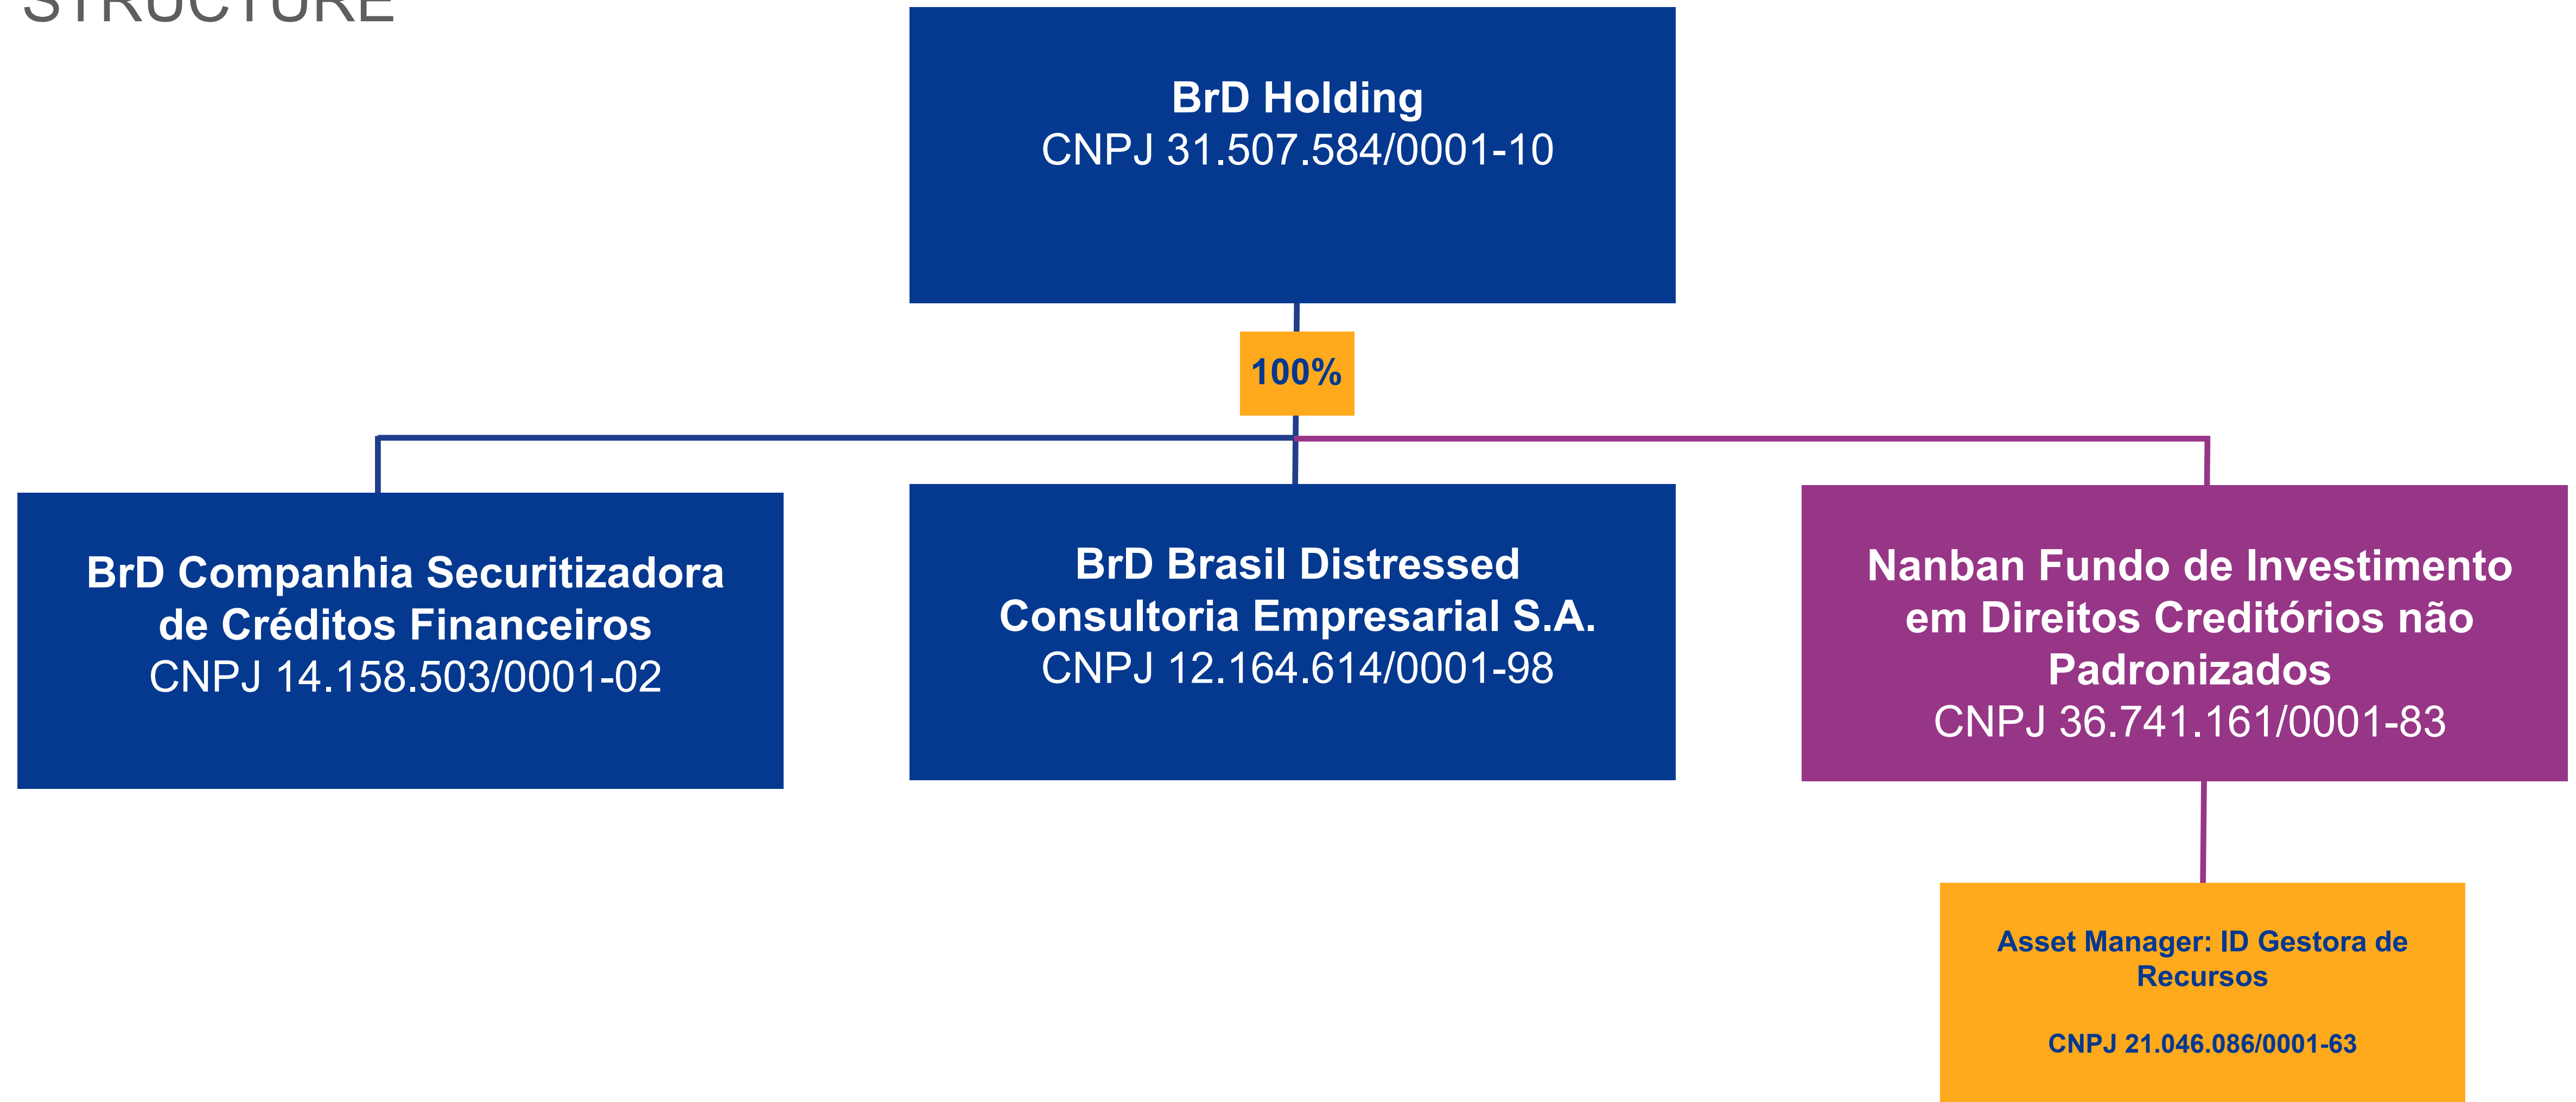 STRUCTURE
BrD Holding
CNPJ 31.507.584/0001-10
100%
BrD Companhia Securitizadora
de Créditos Financeiros
CNPJ 14.158.503/0001-02
BrD Brasil Distressed
Consultoria Empresarial S.A.
CNPJ 12.164.614/0001-98
Nanban Fundo de Investimento
em Direitos Creditórios não
Padronizados
CNPJ 36.741.161/0001-83
Asset Manager: ID Gestora de
Recursos
CNPJ 21.046.086/0001-63